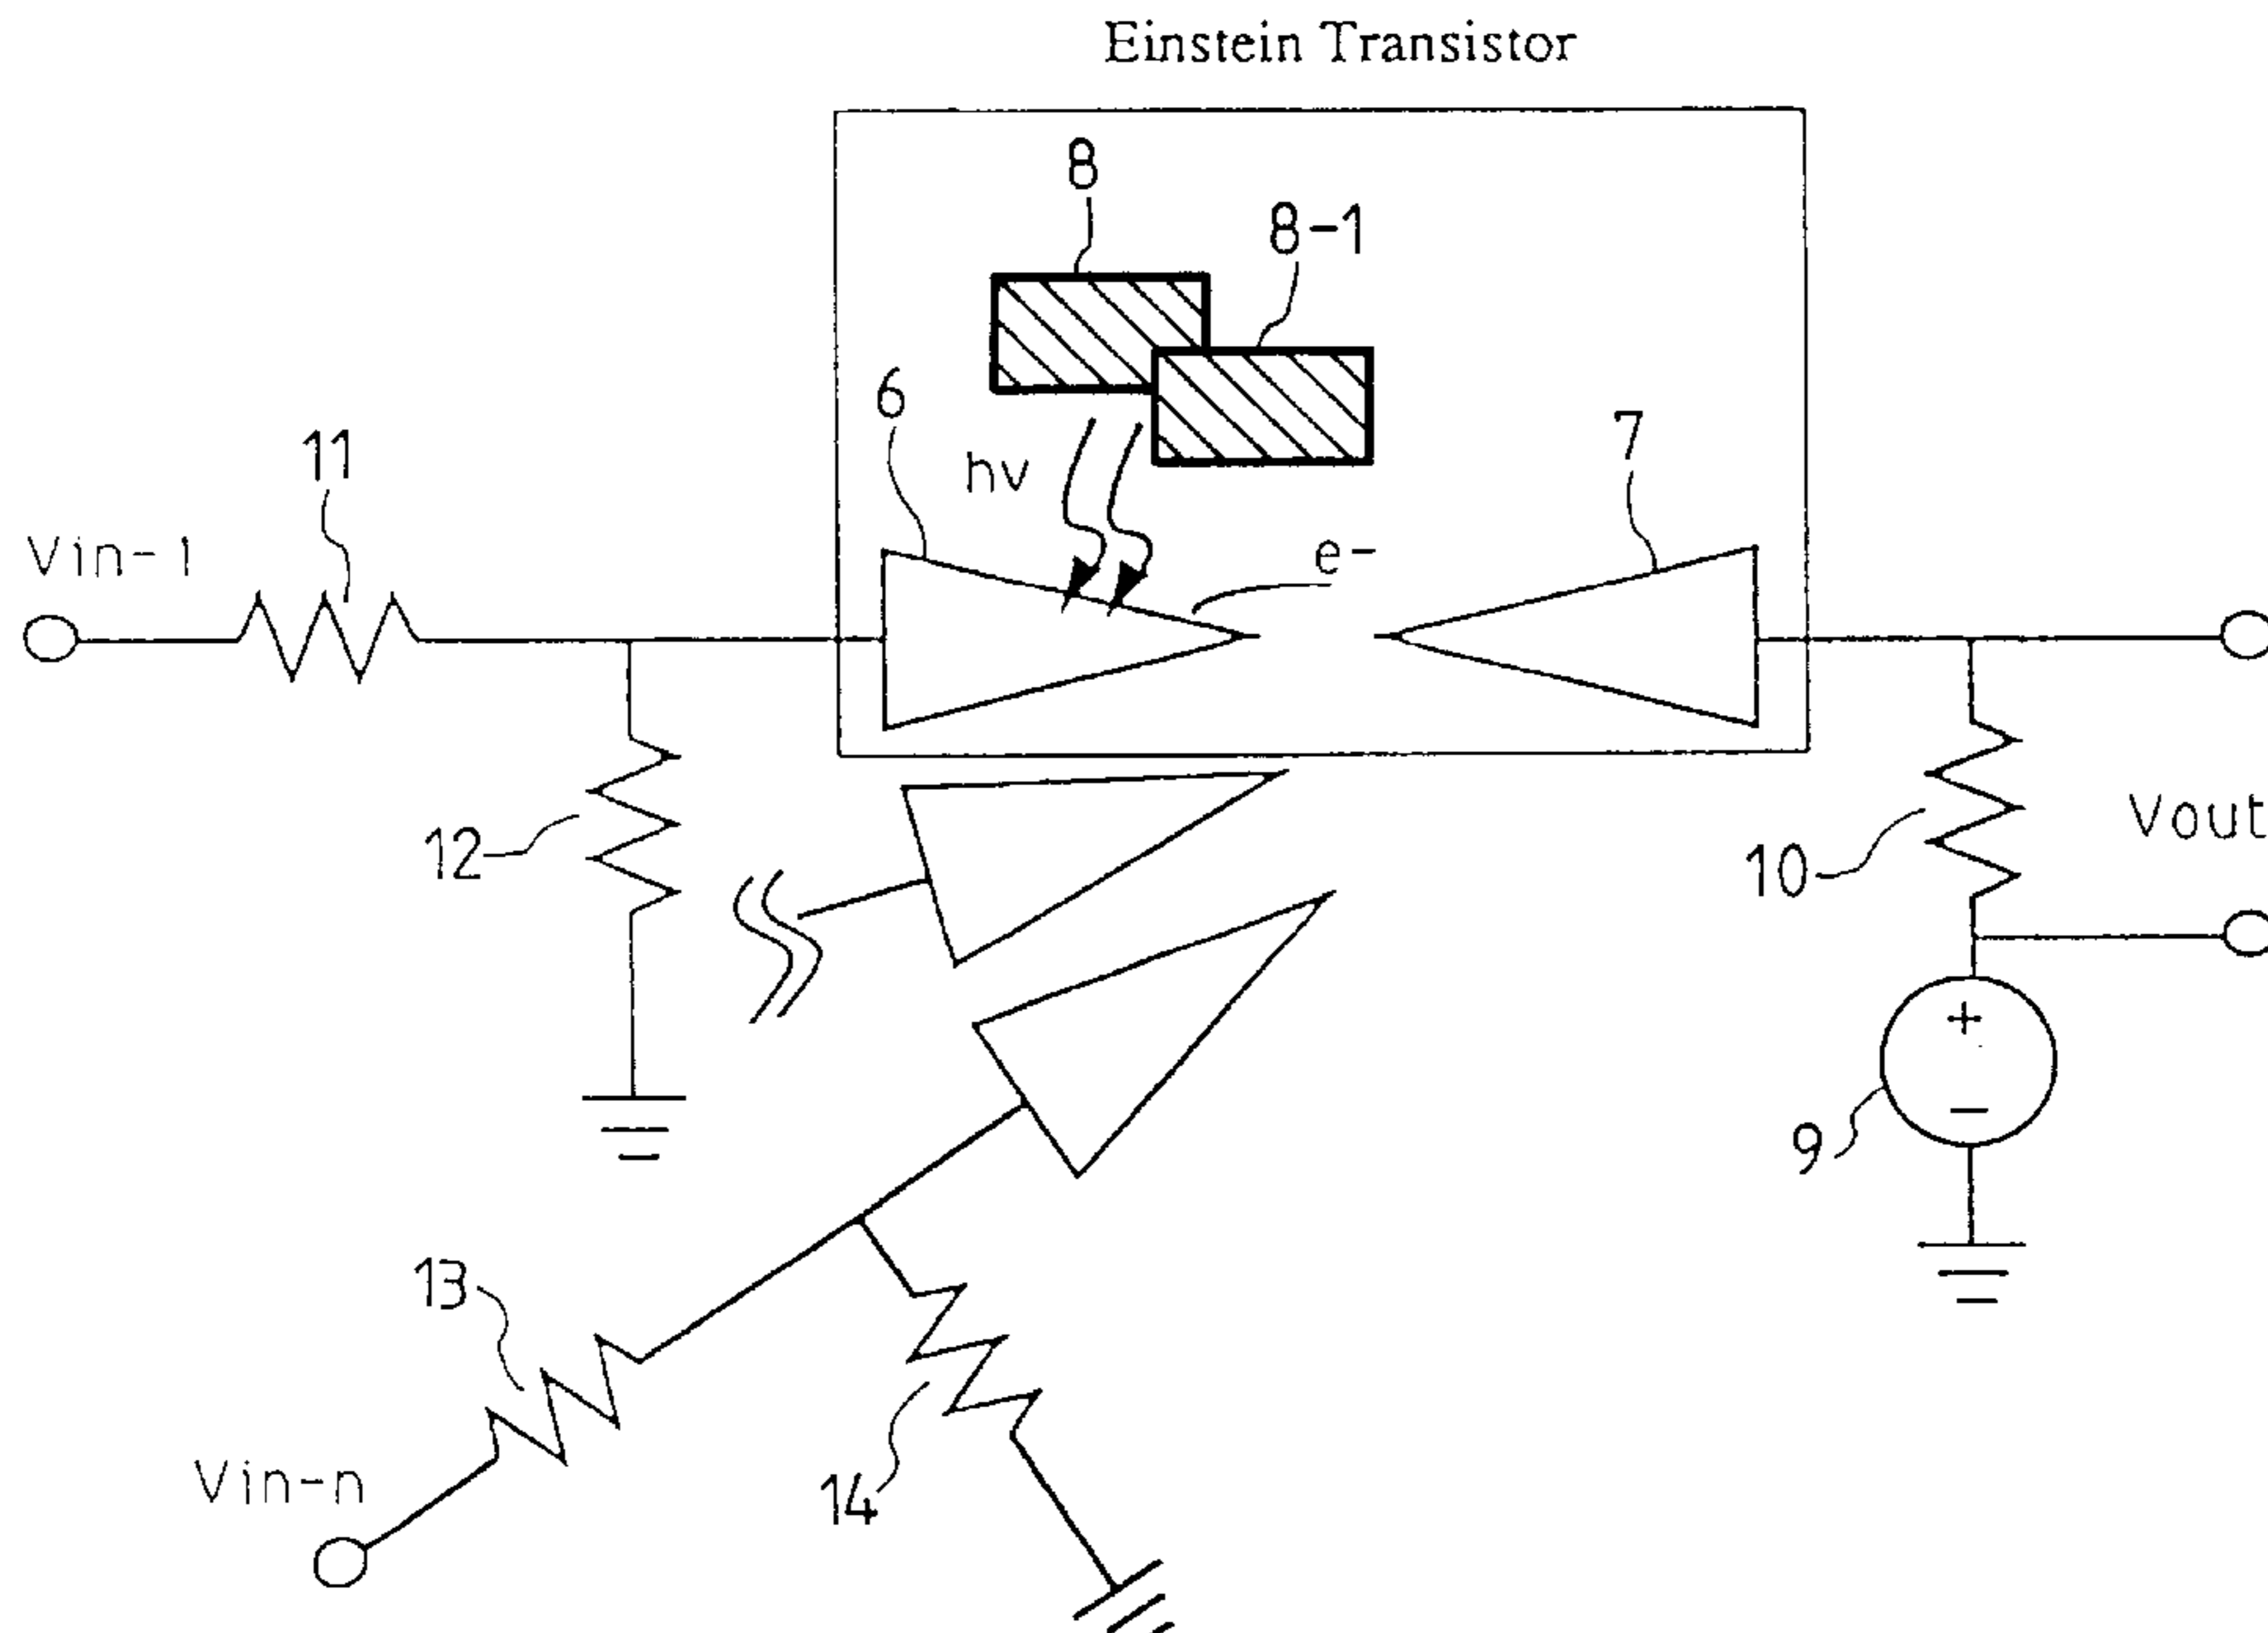 Einstein Transistor
8
8-1
6
7
11
hv
e-
Vin-1
12
10
Vout
9
13
14
Vin-n
+
−